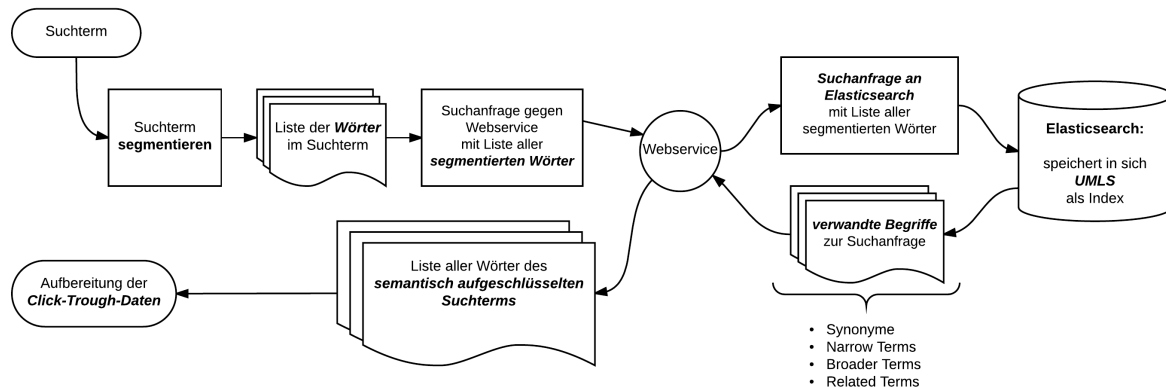 Suchterm
Suchterm
segmentieren
Liste der Wörter
im Suchterm
Suchanfrage gegen
Webservice
mit Liste aller
segmentierten Wörter
Webservice
Suchanfrage an
Elasticsearch
mit Liste aller
segmentierten Wörter
Elasticsearch:
speichert in sich
UMLS
als Index
verwandte Begriffe
zur Suchanfrage
• Synonyme
• Narrow Terms
• Broader Terms
• Related Terms
Liste aller Wörter des
semantisch aufgeschlüsselten
Suchterms
Aufbereitung der
Click-Trough-Daten